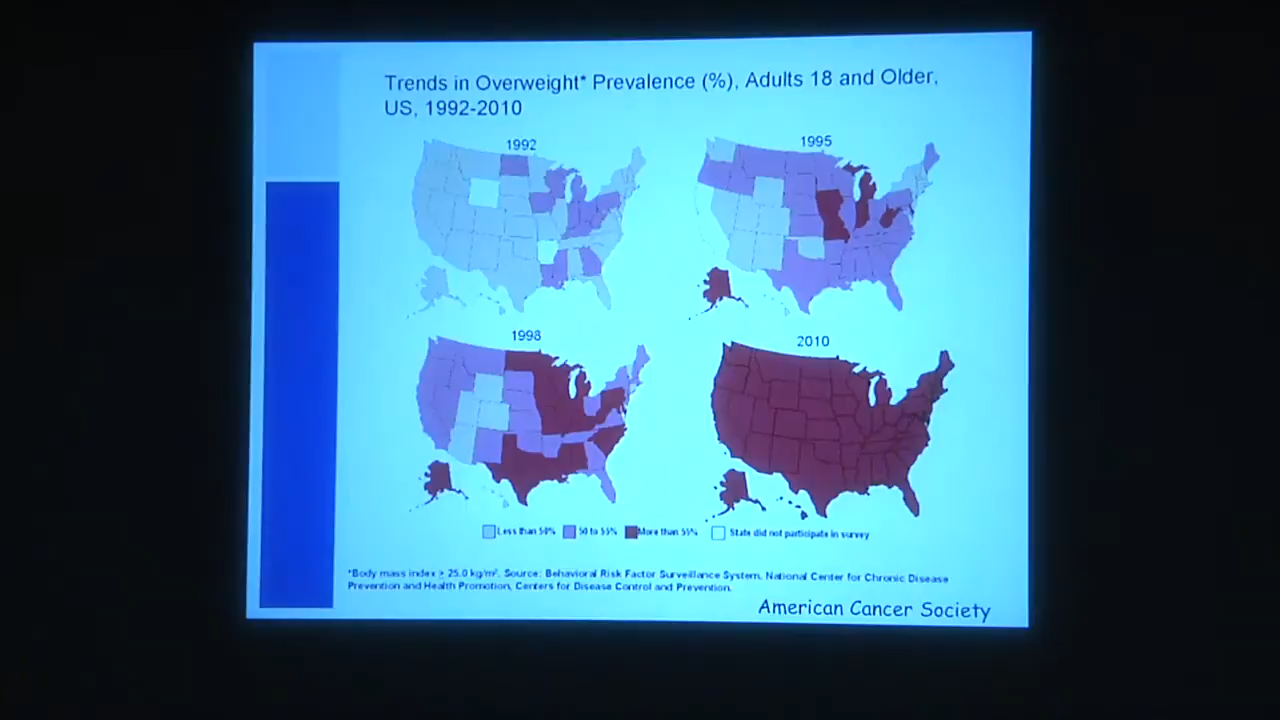 Trends in Overweight* Prevalence (%), Adults 18 and Older,
US, 1992-2010
1992
1995
1998
2010
Less than 50%
50 to 55%
More than 55%
State did not participate in survey
*Body mass index ≥ 25.0 kg/m². Source: Behavioral Risk Factor Surveillance System, National Center for Chronic Disease
Prevention and Health Promotion, Centers for Disease Control and Prevention.
American Cancer Society